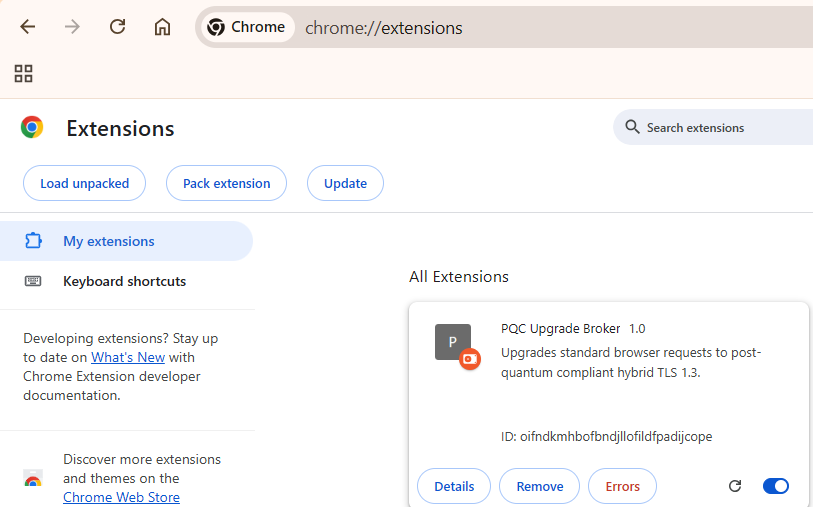 Chrome
chrome://extensions
Extensions
Search extensions
Load unpacked
Pack extension
Update
My extensions
Keyboard shortcuts
Developing extensions? Stay up
to date on What's New with
Chrome Extension developer
documentation.
Discover more extensions
and themes on the
Chrome Web Store
All Extensions
P
PQC Upgrade Broker 1.0
Upgrades standard browser requests to post-
quantum compliant hybrid TLS 1.3.
ID: oifndkmhbofbndjllofildfpadijcope
Details
Remove
Errors